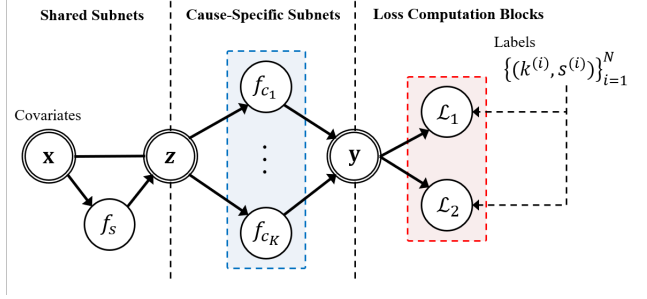 Shared Subnets
Cause-Specific Subnets
Loss Computation Blocks
Labels
{(k^{(i)}, s^{(i)})}_{i=1}^{N}
Covariates
x
z
y
f_s
f_{c_1}
⋮
f_{c_K}
ℒ_1
ℒ_2